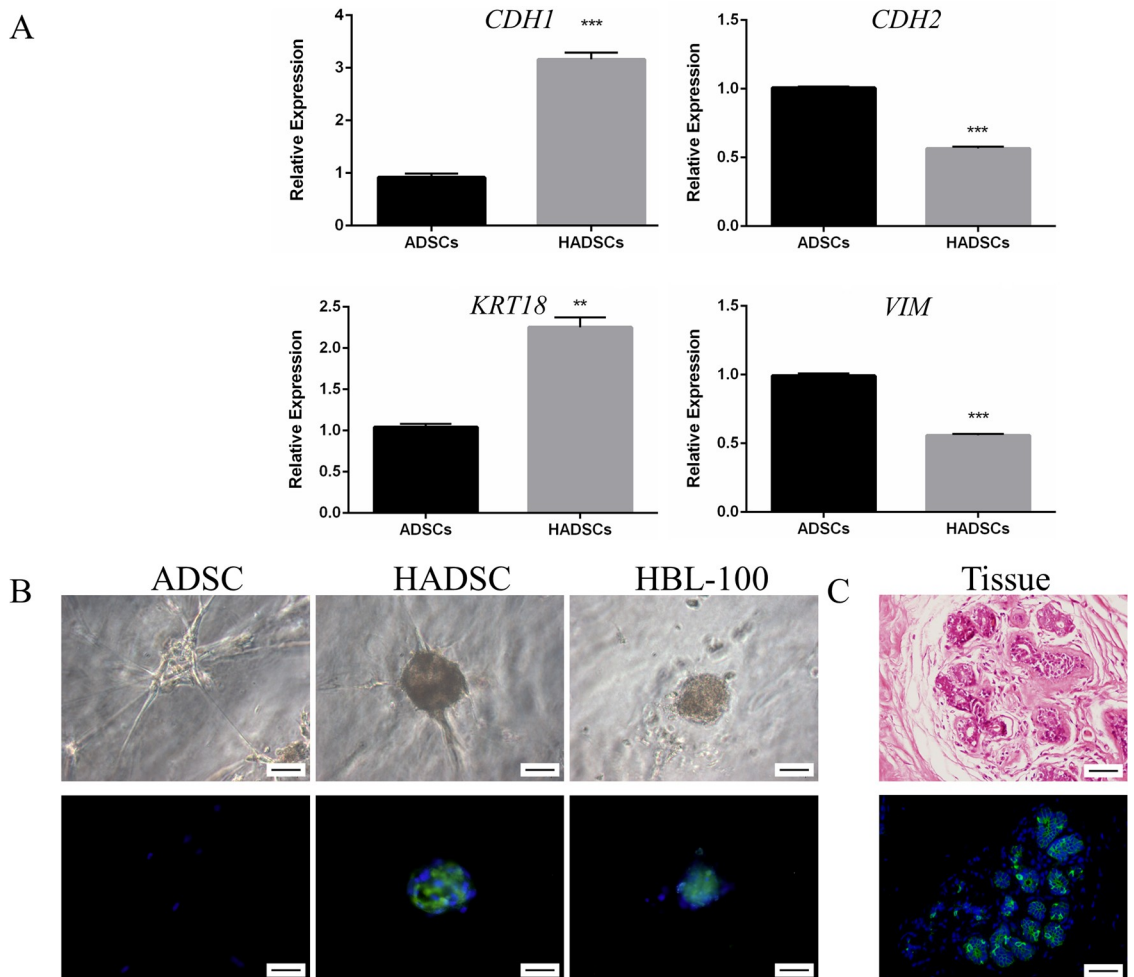 A
CDH1
***
Relative Expression
4
3
2
1
0
ADSCs
HADSCs
CDH2
***
Relative Expression
1.5
1.0
0.5
0.0
ADSCs
HADSCs
KRT18
**
Relative Expression
2.5
2.0
1.5
1.0
0.5
0.0
ADSCs
HADSCs
VIM
***
Relative Expression
1.5
1.0
0.5
0.0
ADSCs
HADSCs
B
ADSC
HADSC
HBL-100
C
Tissue